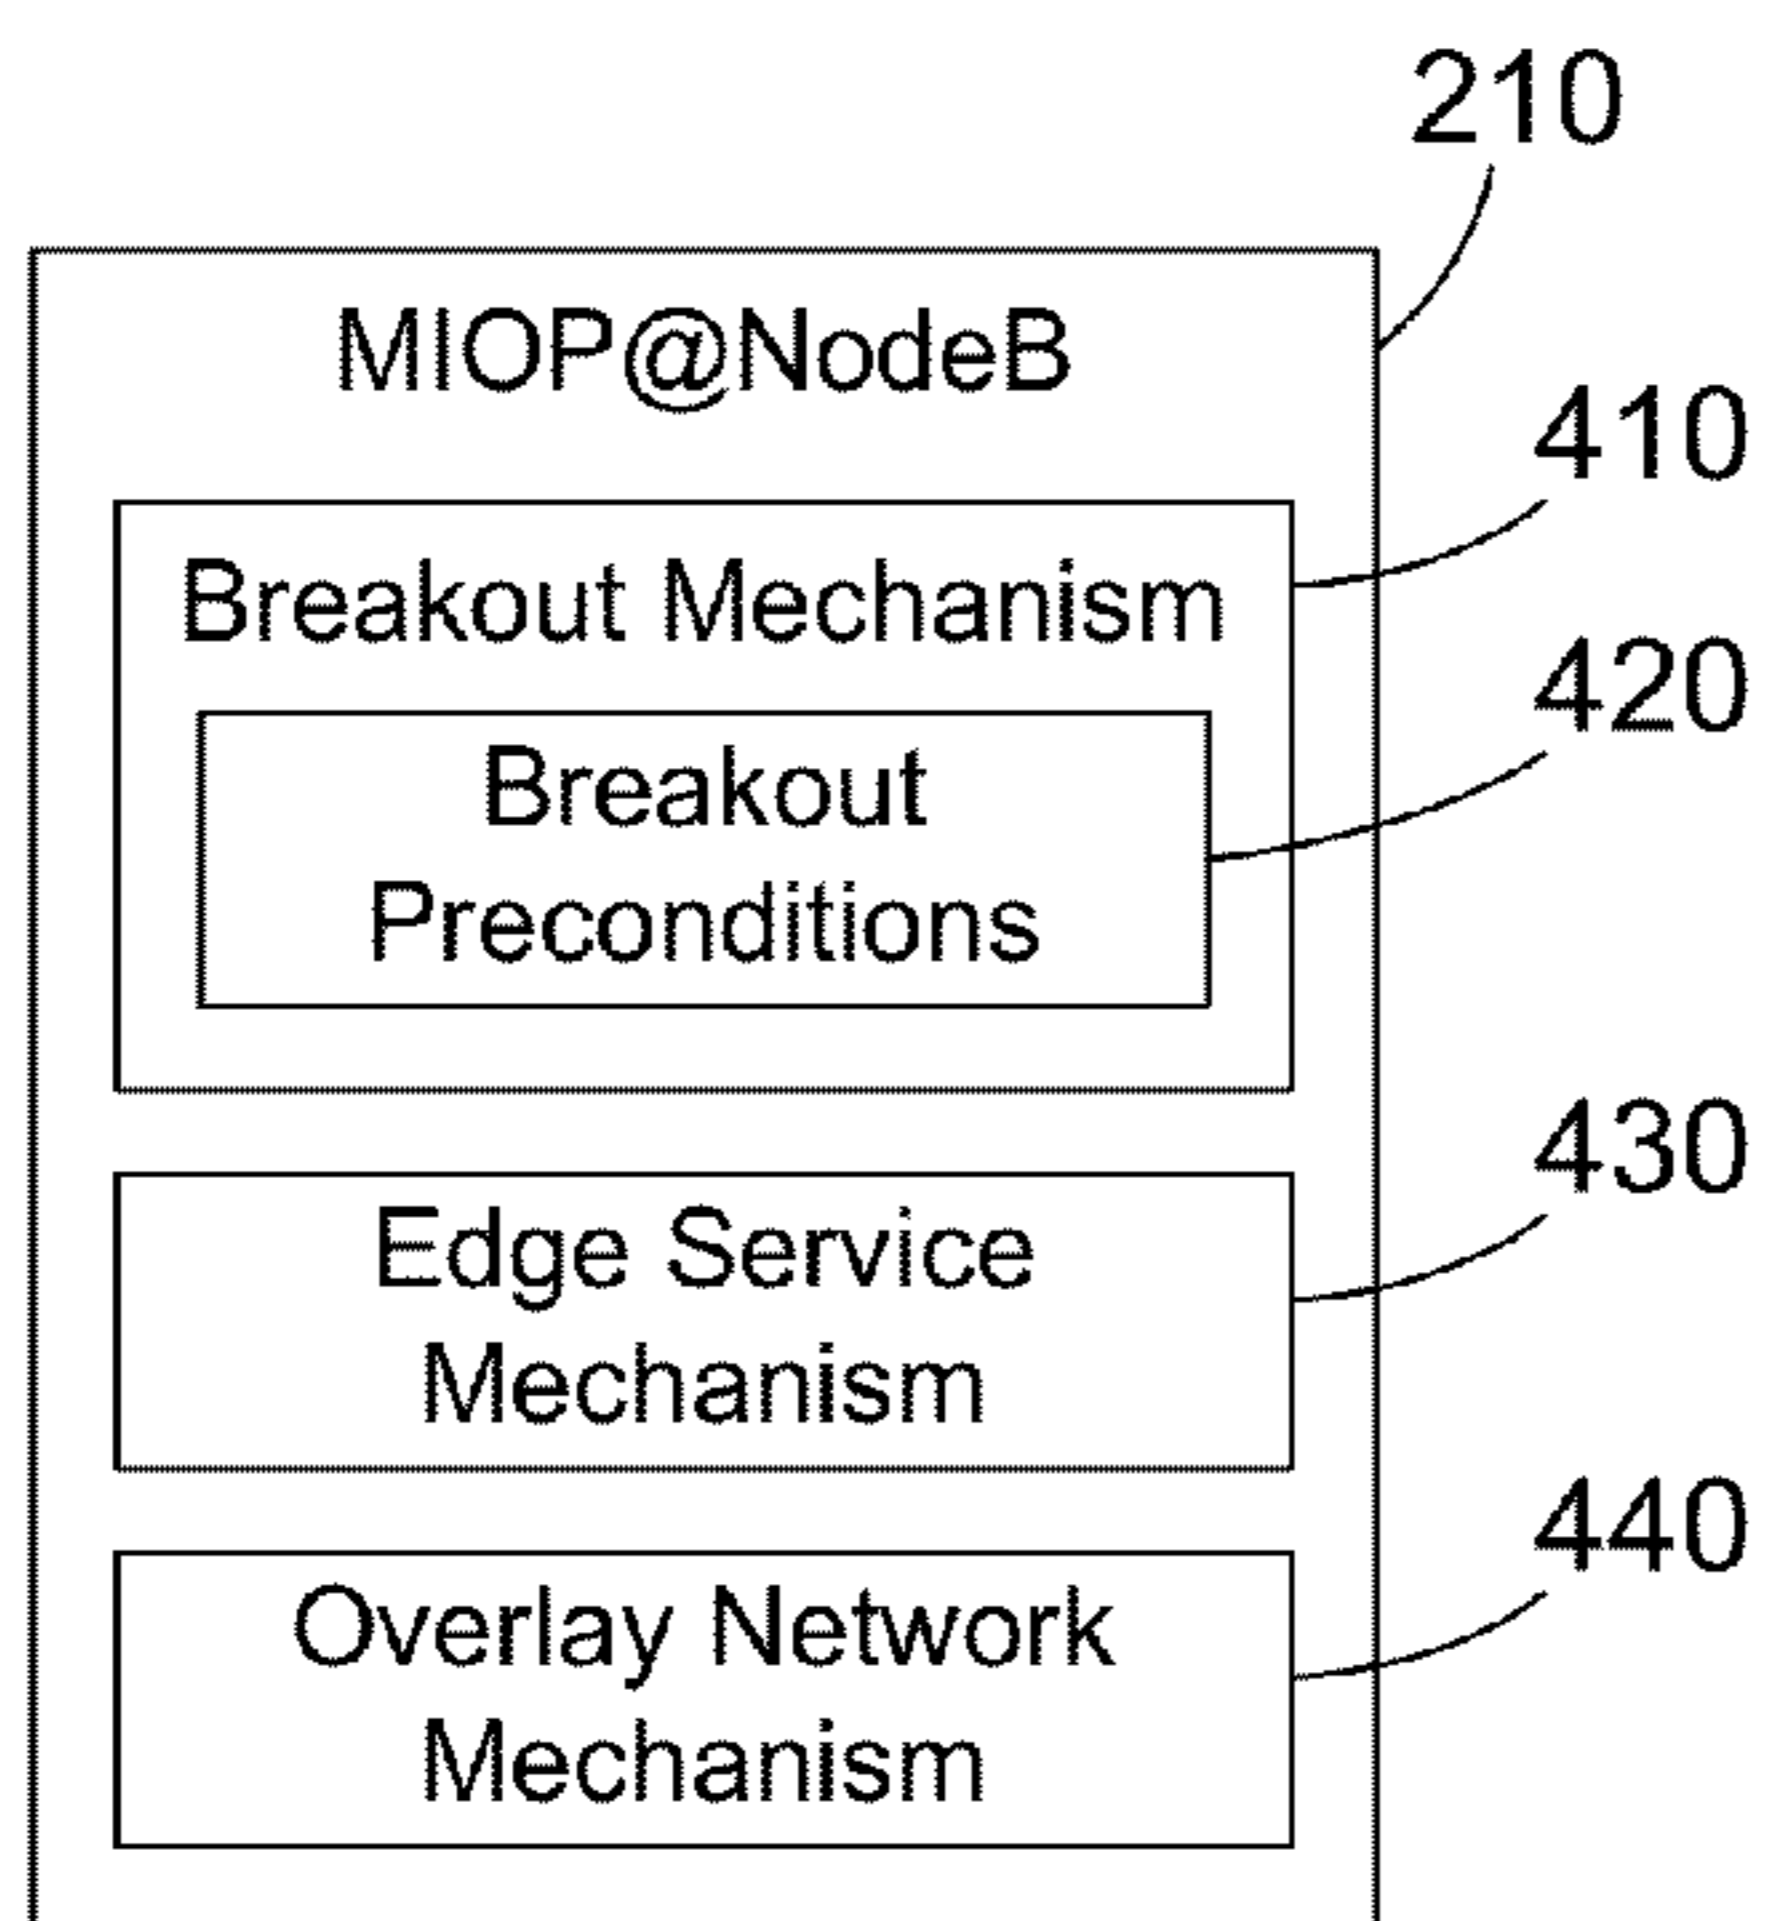 210
MIOP@NodeB
410
Breakout Mechanism
420
Breakout
Preconditions
430
Edge Service
Mechanism
440
Overlay Network
Mechanism